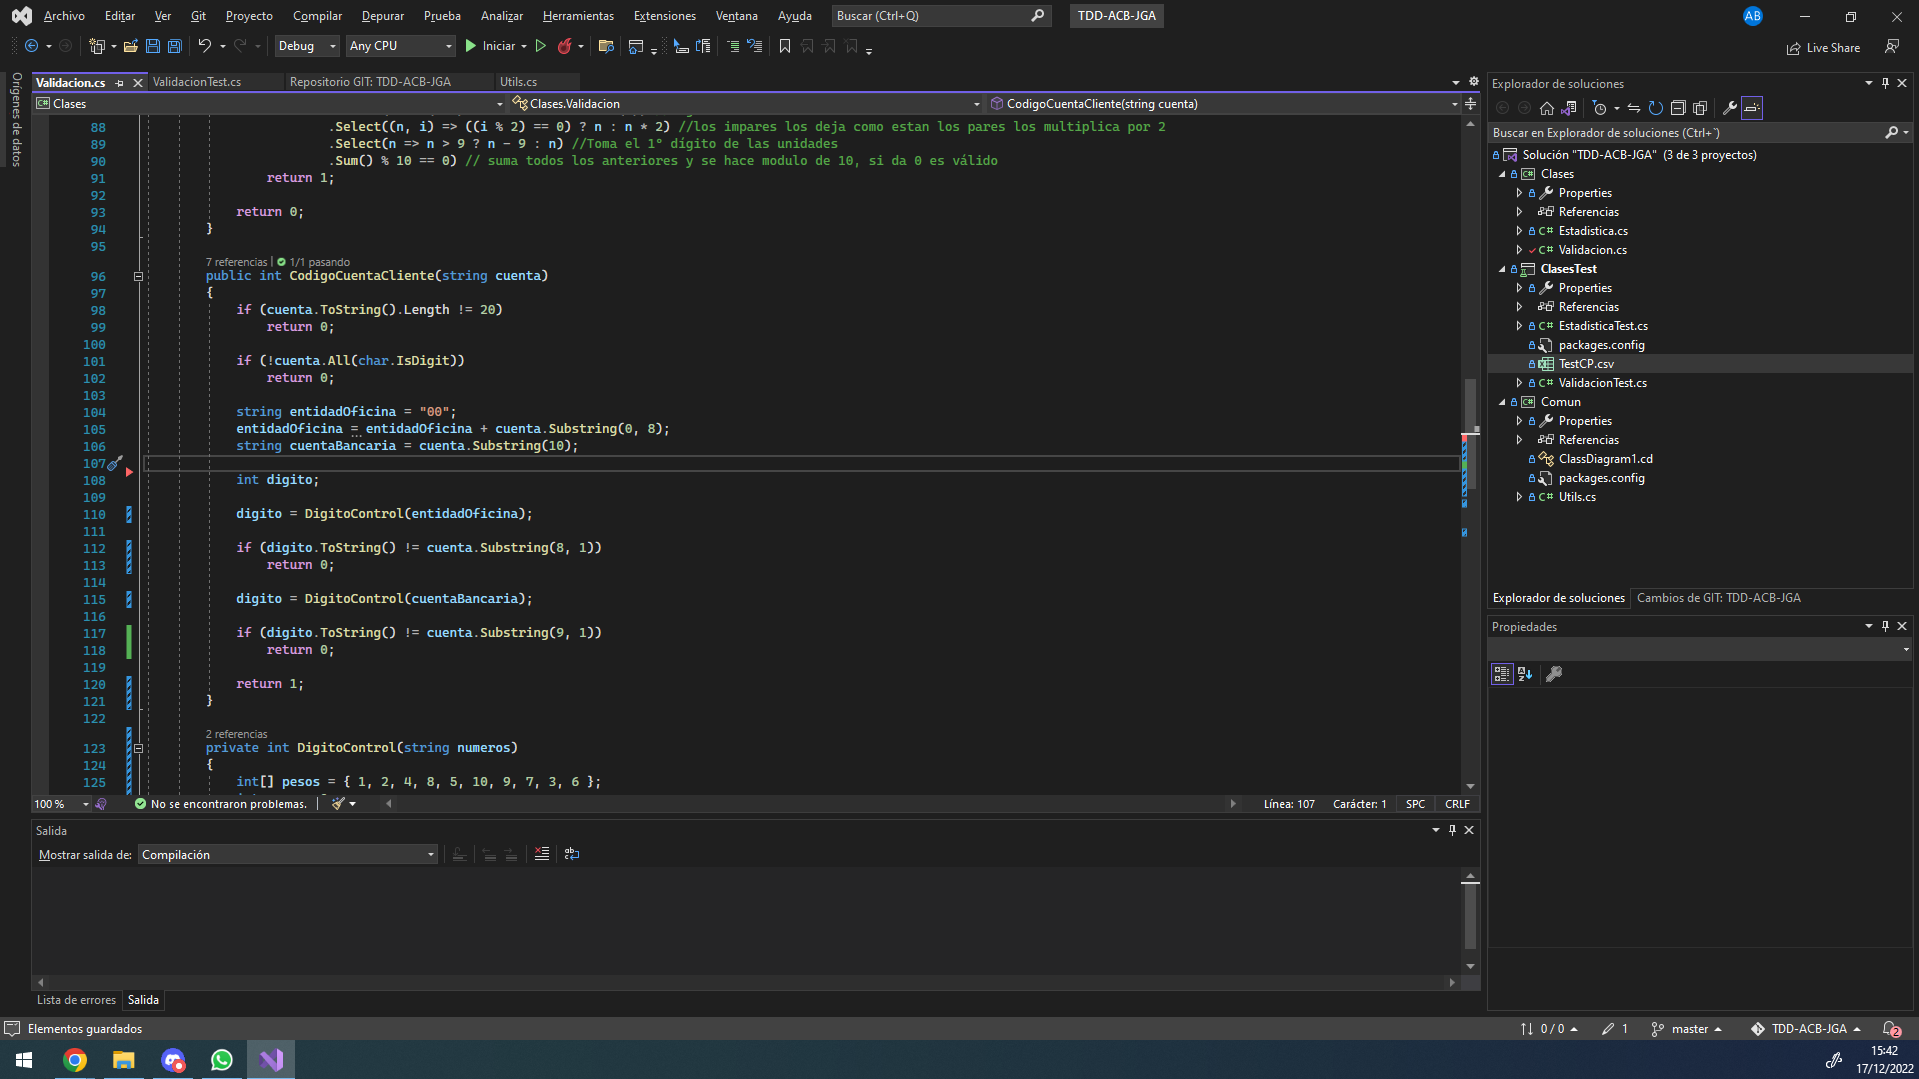 Archivo Editar Ver Git Proyecto Compilar Depurar Prueba Analizar Herramientas Extensiones Ventana Ayuda Buscar (Ctrl+Q) TDD-ACB-JGA AB
Debug Any CPU Iniciar Live Share
Orígenes de datos
Validacion.cs ValidacionTest.cs Repositorio GIT: TDD-ACB-JGA Utils.cs
Clases Clases.Validacion CodigoCuentaCliente(string cuenta)
88 .Select((n, i) => ((i % 2) == 0) ? n : n * 2) //los impares los deja como estan los pares los multiplica por 2
89 .Select(n => n > 9 ? n - 9 : n) //Toma el 1º dígito de las unidades
90 .Sum() % 10 == 0) // suma todos los anteriores y se hace modulo de 10, si da 0 es válido
91 return 1;
92
93 return 0;
94 }
95
7 referencias | 1/1 pasando
96 public int CodigoCuentaCliente(string cuenta)
97 {
98 if (cuenta.ToString().Length != 20)
99 return 0;
100
101 if (!cuenta.All(char.IsDigit))
102 return 0;
103
104 string entidadOficina = "00";
105 entidadOficina = entidadOficina + cuenta.Substring(0, 8);
106 string cuentaBancaria = cuenta.Substring(10);
107
108 int digito;
109
110 digito = DigitoControl(entidadOficina);
111
112 if (digito.ToString() != cuenta.Substring(8, 1))
113 return 0;
114
115 digito = DigitoControl(cuentaBancaria);
116
117 if (digito.ToString() != cuenta.Substring(9, 1))
118 return 0;
119
120 return 1;
121 }
122
2 referencias
123 private int DigitoControl(string numeros)
124 {
125 int[] pesos = { 1, 2, 4, 8, 5, 10, 9, 7, 3, 6 };
100 % No se encontraron problemas. Línea: 107 Carácter: 1 SPC CRLF
Salida
Mostrar salida de: Compilación
Lista de errores Salida
Explorador de soluciones
Buscar en Explorador de soluciones (Ctrl+`)
Solución "TDD-ACB-JGA" (3 de 3 proyectos)
Clases
Properties
Referencias
Estadistica.cs
Validacion.cs
ClasesTest
Properties
Referencias
EstadisticaTest.cs
packages.config
TestCP.csv
ValidacionTest.cs
Comun
Properties
Referencias
ClassDiagram1.cd
packages.config
Utils.cs
Explorador de soluciones Cambios de GIT: TDD-ACB-JGA
Propiedades
Elementos guardados 0 / 0 1 master TDD-ACB-JGA 2
15:42
17/12/2022